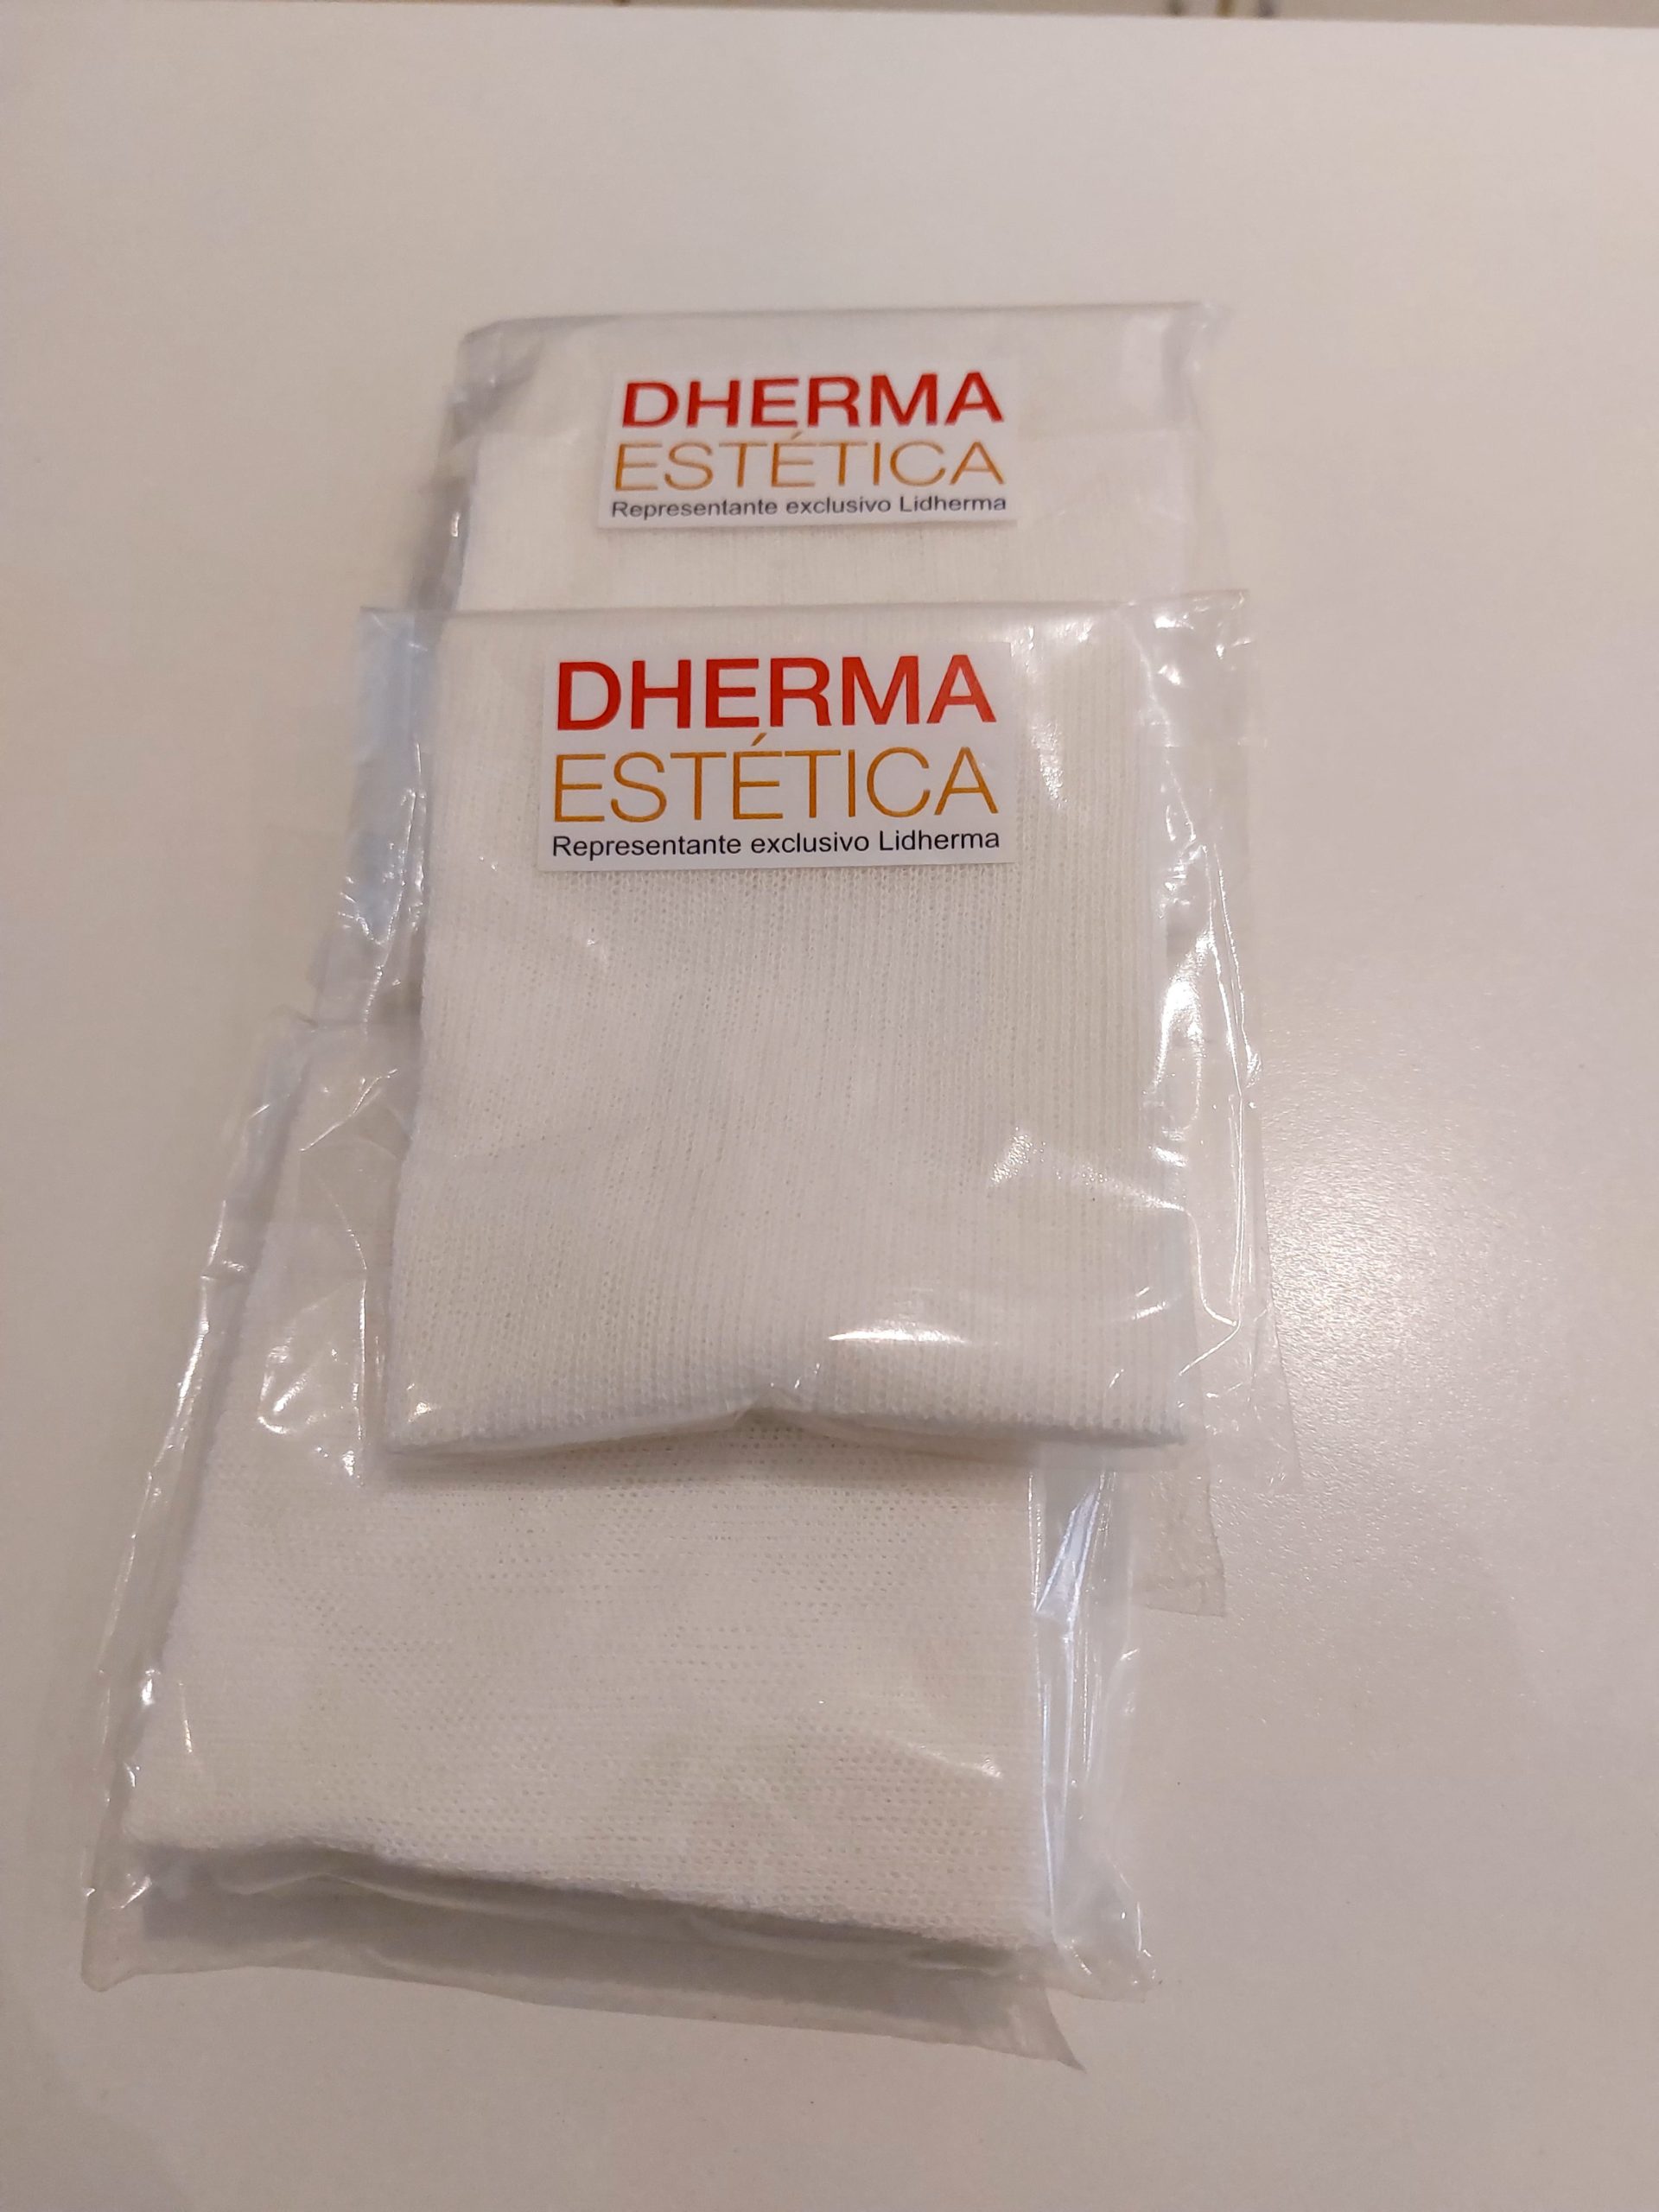 DHERMA
ESTÉTICA
Representante exclusivo Lidherma
DHERMA
ESTÉTICA
Representante exclusivo Lidherma